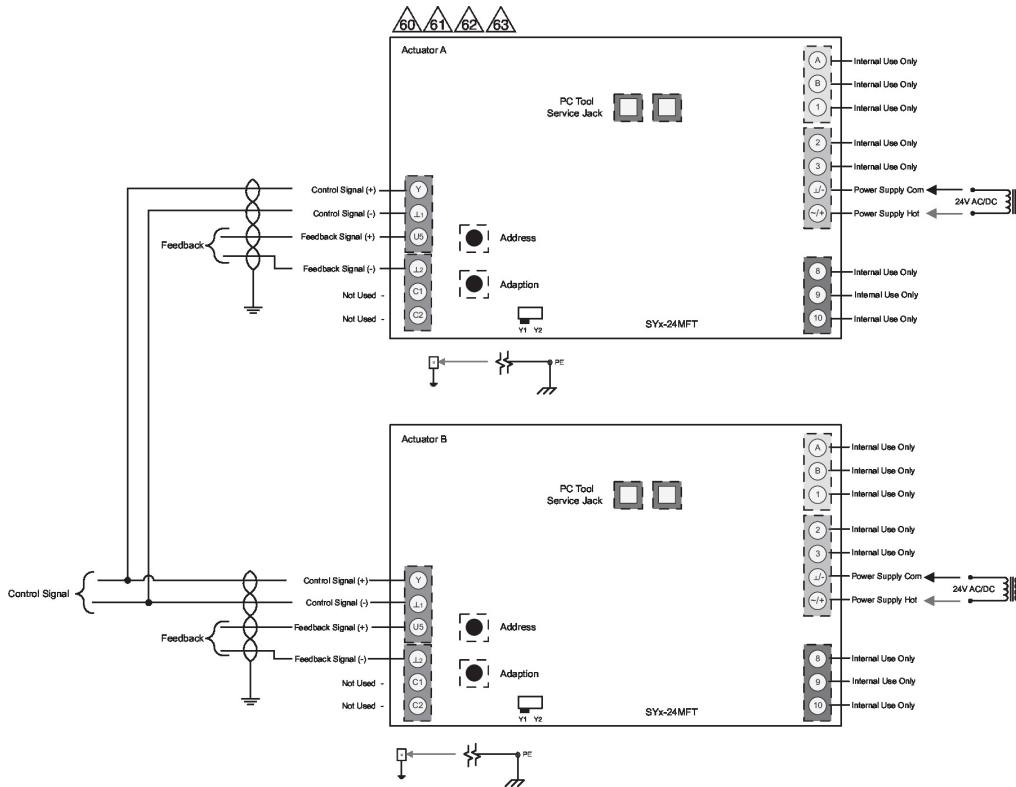 60 61 62 63
Actuator A
PC Tool
Service Jack
A Internal Use Only
B Internal Use Only
1 Internal Use Only
2 Internal Use Only
3 Internal Use Only
⊥/- Power Supply Com
~/+ Power Supply Hot
24V AC/DC
8 Internal Use Only
9 Internal Use Only
10 Internal Use Only
Control Signal (+) Y
Control Signal (-) ⊥1
Feedback Signal (+) U5
Feedback
Feedback Signal (-) ⊥2
Not Used - C1
Not Used - C2
Address
Adaption
Y1 Y2
SYx-24MFT
PE
Actuator B
PC Tool
Service Jack
A Internal Use Only
B Internal Use Only
1 Internal Use Only
2 Internal Use Only
3 Internal Use Only
⊥/- Power Supply Com
~/+ Power Supply Hot
24V AC/DC
8 Internal Use Only
9 Internal Use Only
10 Internal Use Only
Control Signal
Control Signal (+) Y
Control Signal (-) ⊥1
Feedback Signal (+) U5
Feedback
Feedback Signal (-) ⊥2
Not Used - C1
Not Used - C2
Address
Adaption
Y1 Y2
SYx-24MFT
PE